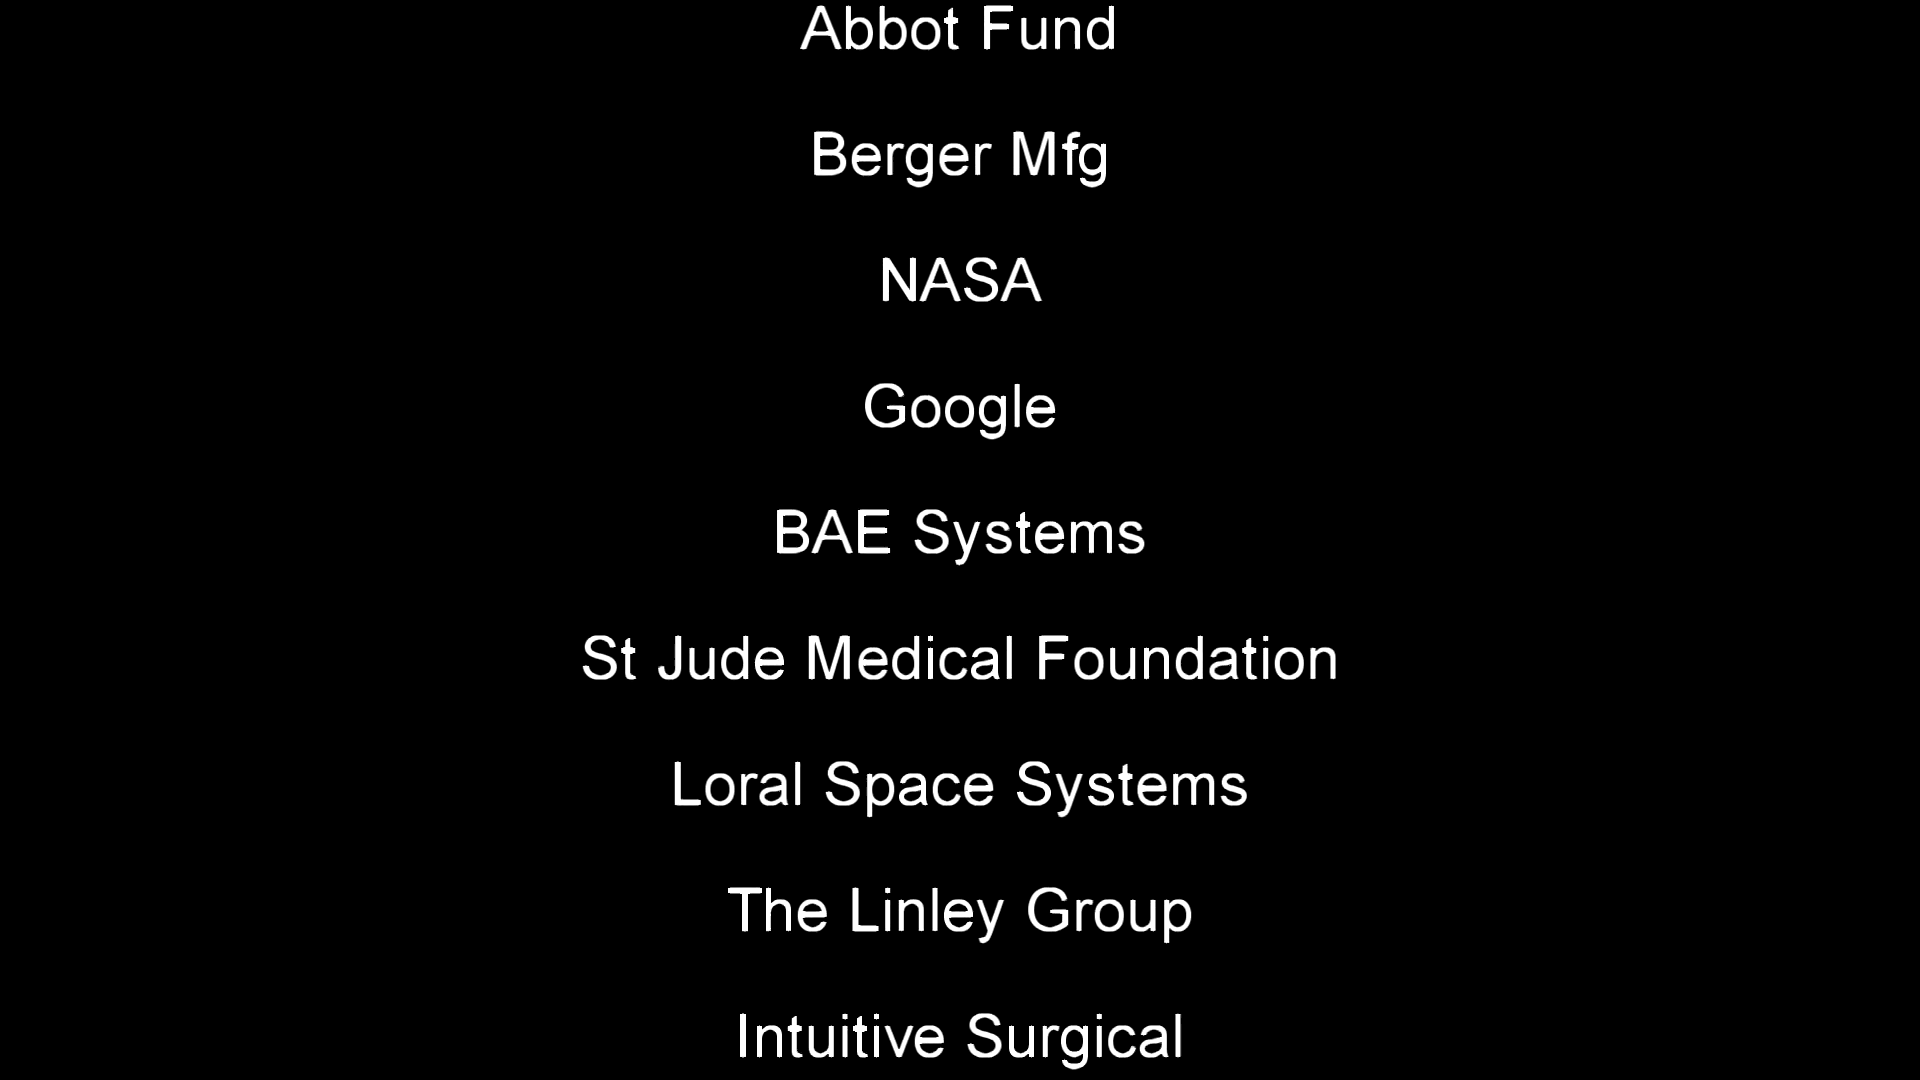 Abbot Fund
Berger Mfg
NASA
Google
BAE Systems
St Jude Medical Foundation
Loral Space Systems
The Linley Group
Intuitive Surgical